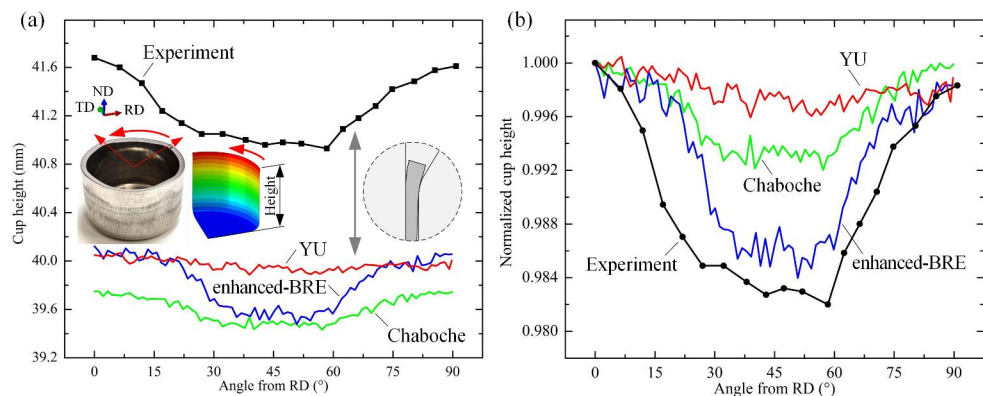 (a)
41.6
41.2
40.8
40.4
40.0
39.6
39.2
Cup height (mm)
Experiment
ND
TD
RD
Height
YU
enhanced-BRE
Chaboche
0
15
30
45
60
75
90
Angle from RD (°)
(b)
1.000
0.996
0.992
0.988
0.984
0.980
Normalized cup height
YU
Chaboche
Experiment
enhanced-BRE
0
15
30
45
60
75
90
Angle from RD (°)